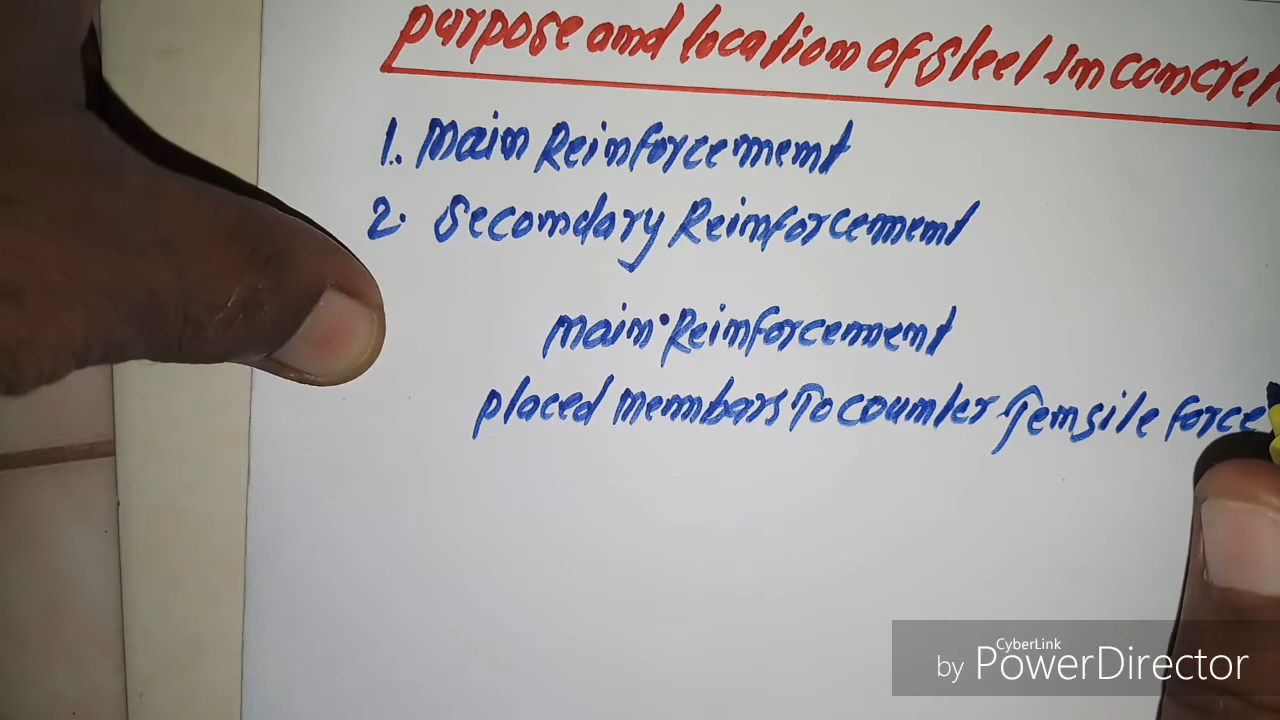 purpose and location of Steel In concrete
1. Main Reinforcement
2. Secondary Reinforcement
Main Reinforcement
placed members To counter Tensile force
CyberLink
by PowerDirector